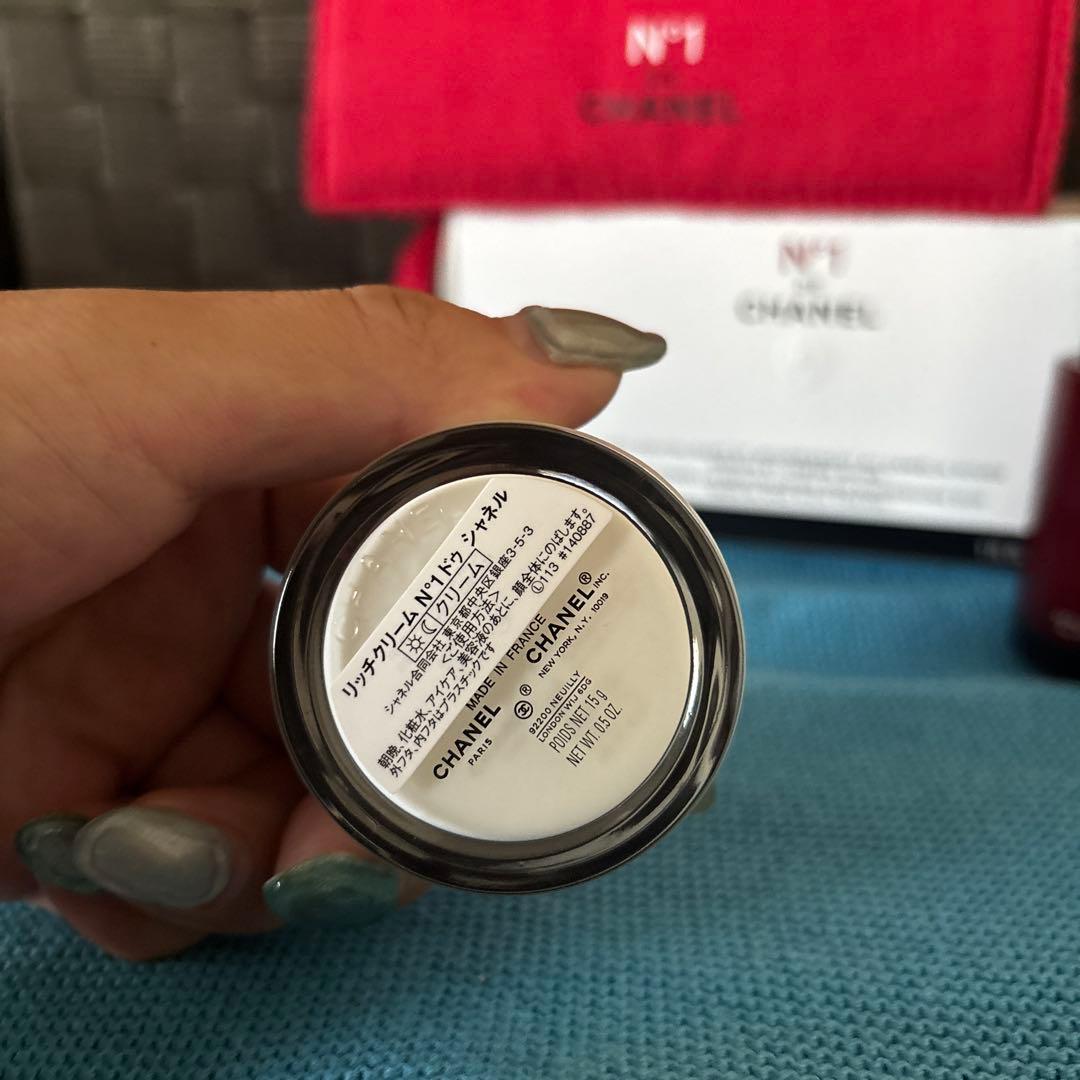 N°1
DE
CHANEL
N°1
DE
CHANEL
リッチクリーム N°1 ドゥ シャネル
クリーム
シャネル合同会社 東京都中央区銀座3-5-3
<ご使用方法>
朝晩、化粧水、アイケア、美容液のあとに、顔全体にのばします。
外フタ、内フタはプラスチックです
Ⓛ113 #140887
MADE IN FRANCE
CHANEL ® CHANEL®
PARIS
NEW YORK, N.Y. 10019
INC.
92200 NEUILLY
LONDON W1J 6DG
POIDS NET 15 g
NET WT. 0.5 OZ.